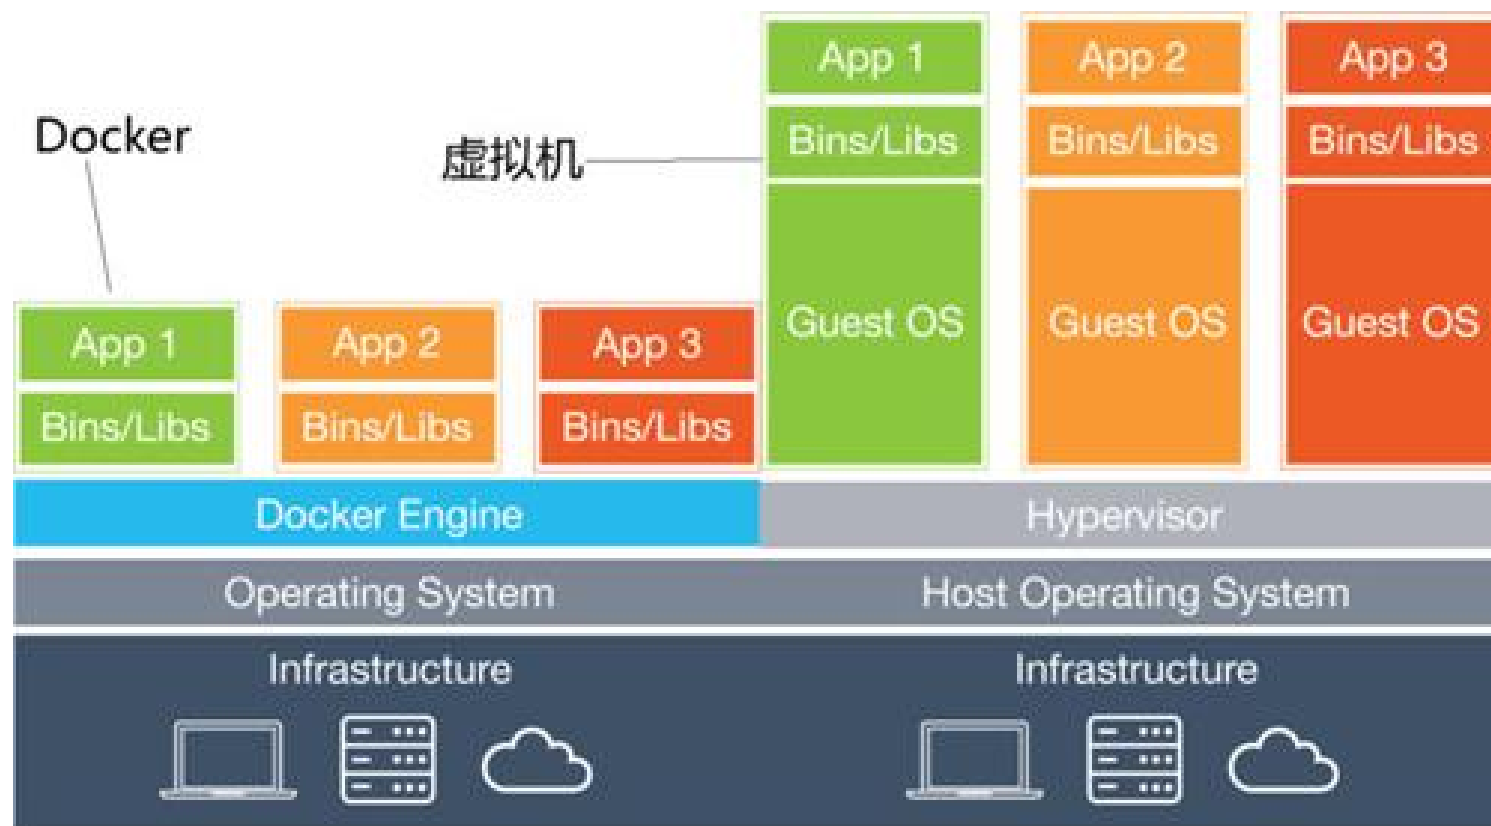 Docker
App 1
App 2
App 3
Bins/Libs
Bins/Libs
Bins/Libs
Docker Engine
Operating System
Infrastructure
虚拟机
App 1
App 2
App 3
Bins/Libs
Bins/Libs
Bins/Libs
Guest OS
Guest OS
Guest OS
Hypervisor
Host Operating System
Infrastructure